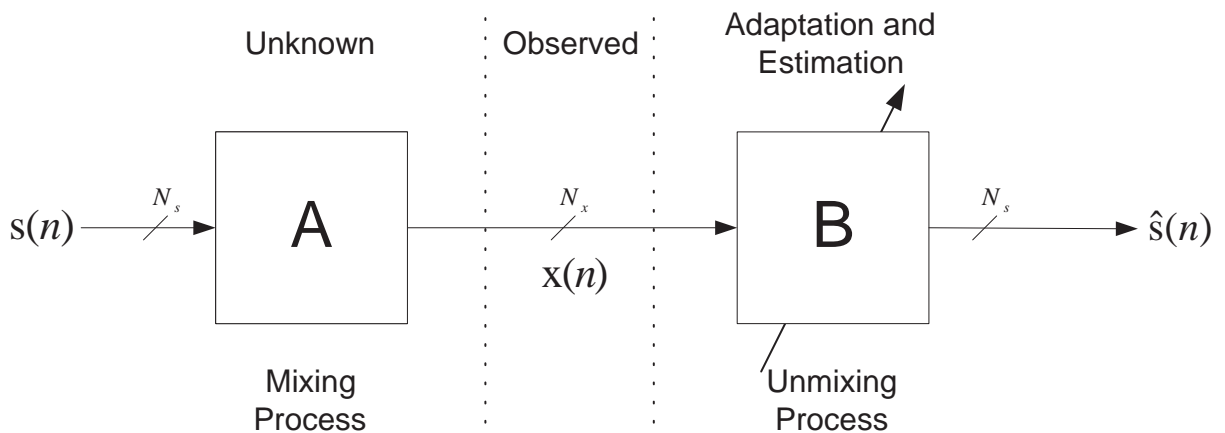 Unknown
Observed
Adaptation and
Estimation
s(n)
N_s
A
N_x
x(n)
B
N_s
ŝ(n)
Mixing
Process
Unmixing
Process